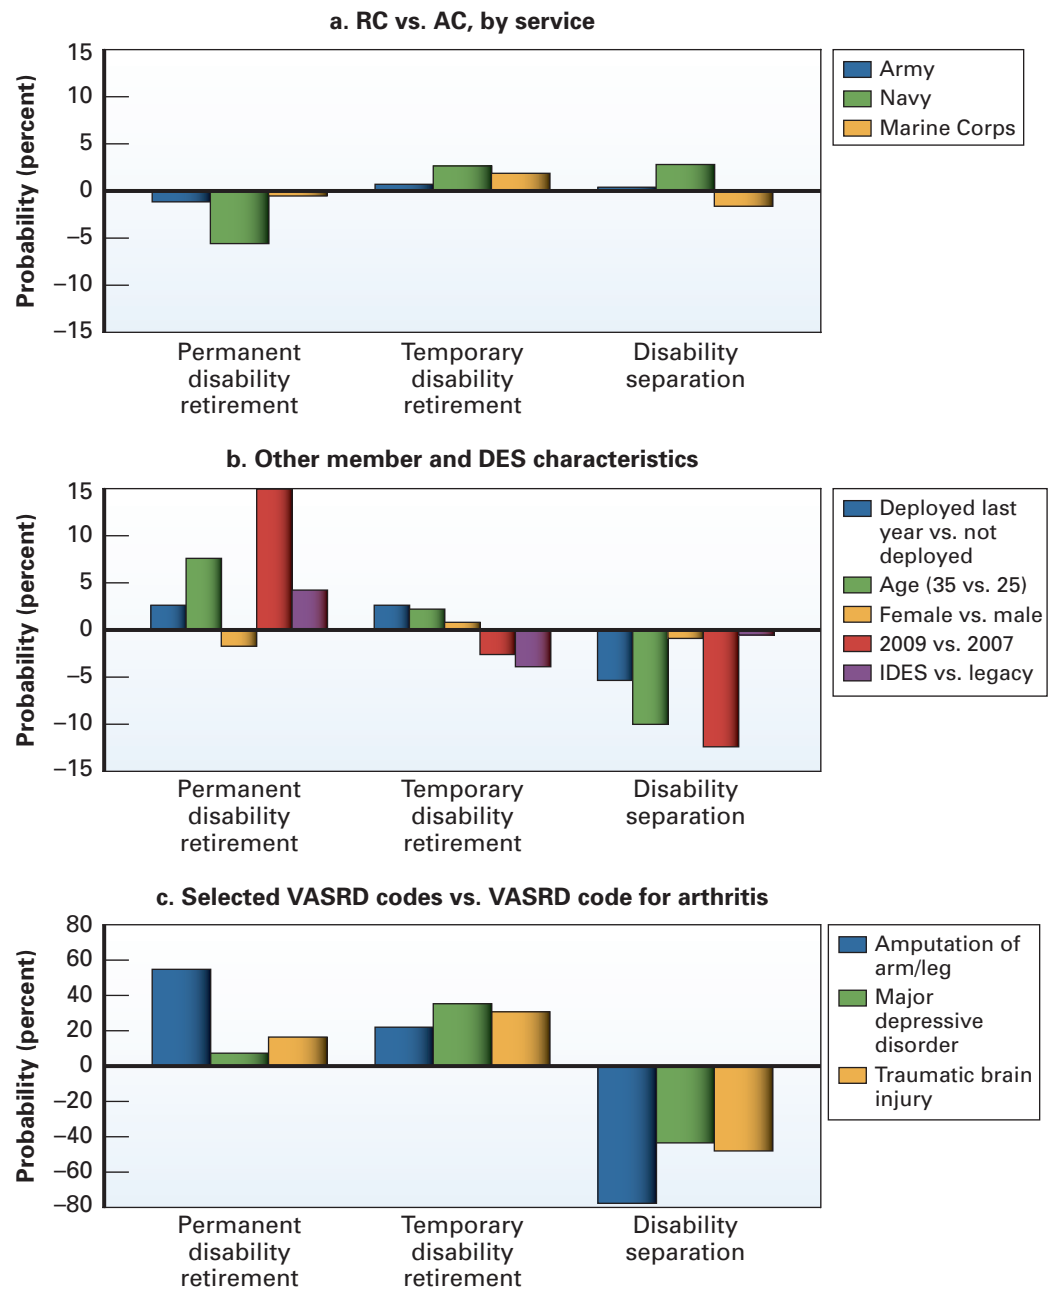 a. RC vs. AC, by service
Probability (percent)
15
10
5
0
–5
–10
–15
Permanent
disability
retirement
Temporary
disability
retirement
Disability
separation
Army
Navy
Marine Corps
b. Other member and DES characteristics
Probability (percent)
15
10
5
0
–5
–10
–15
Permanent
disability
retirement
Temporary
disability
retirement
Disability
separation
Deployed last
year vs. not
deployed
Age (35 vs. 25)
Female vs. male
2009 vs. 2007
IDES vs. legacy
c. Selected VASRD codes vs. VASRD code for arthritis
Probability (percent)
80
60
40
20
0
–20
–40
–60
–80
Permanent
disability
retirement
Temporary
disability
retirement
Disability
separation
Amputation of
arm/leg
Major
depressive
disorder
Traumatic brain
injury